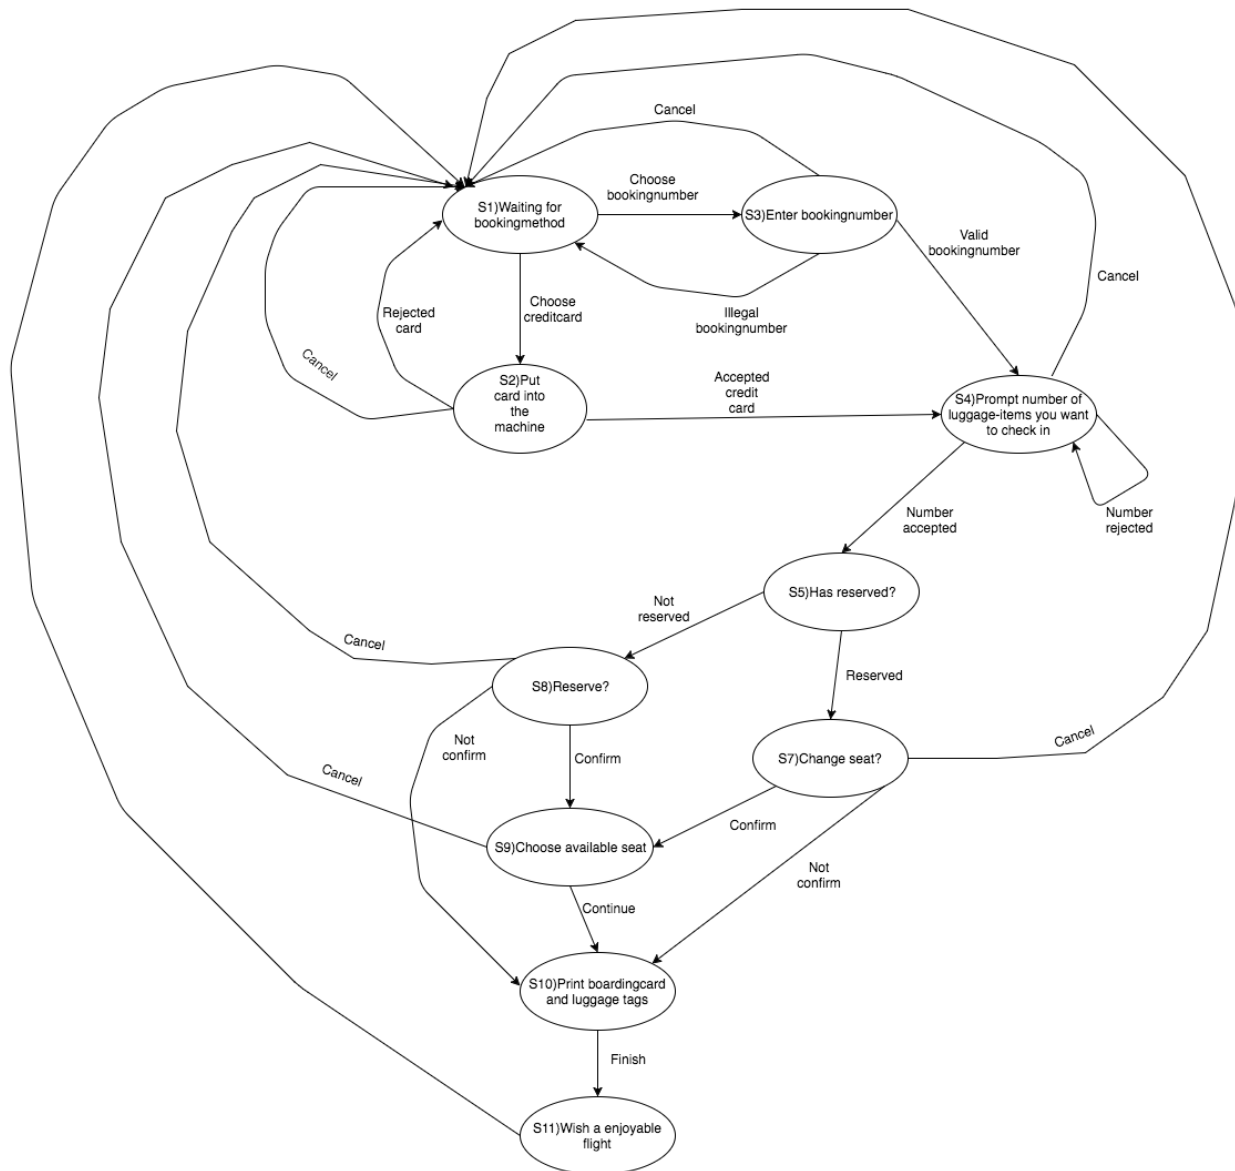 Cancel
Choose
bookingnumber
S1)Waiting for
bookingmethod
S3)Enter bookingnumber
Valid
bookingnumber
Cancel
Rejected
card
Choose
creditcard
Illegal
bookingnumber
Cancel
S2)Put
card into
the
machine
Accepted
credit
card
S4)Prompt number of
luggage-items you want
to check in
Number
accepted
Number
rejected
S5)Has reserved?
Not
reserved
Cancel
Reserved
S8)Reserve?
Not
confirm
Confirm
S7)Change seat?
Cancel
Cancel
Confirm
S9)Choose available seat
Not
confirm
Continue
S10)Print boardingcard
and luggage tags
Finish
S11)Wish a enjoyable
flight